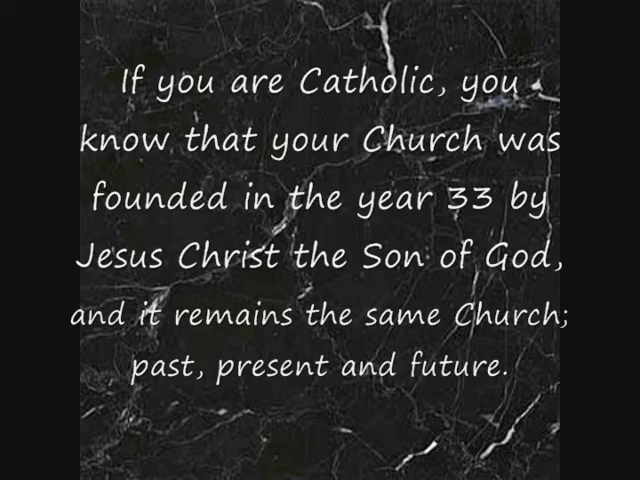 If you are Catholic, you
know that your Church was
founded in the year 33 by
Jesus Christ the Son of God,
and it remains the same Church;
past, present and future.